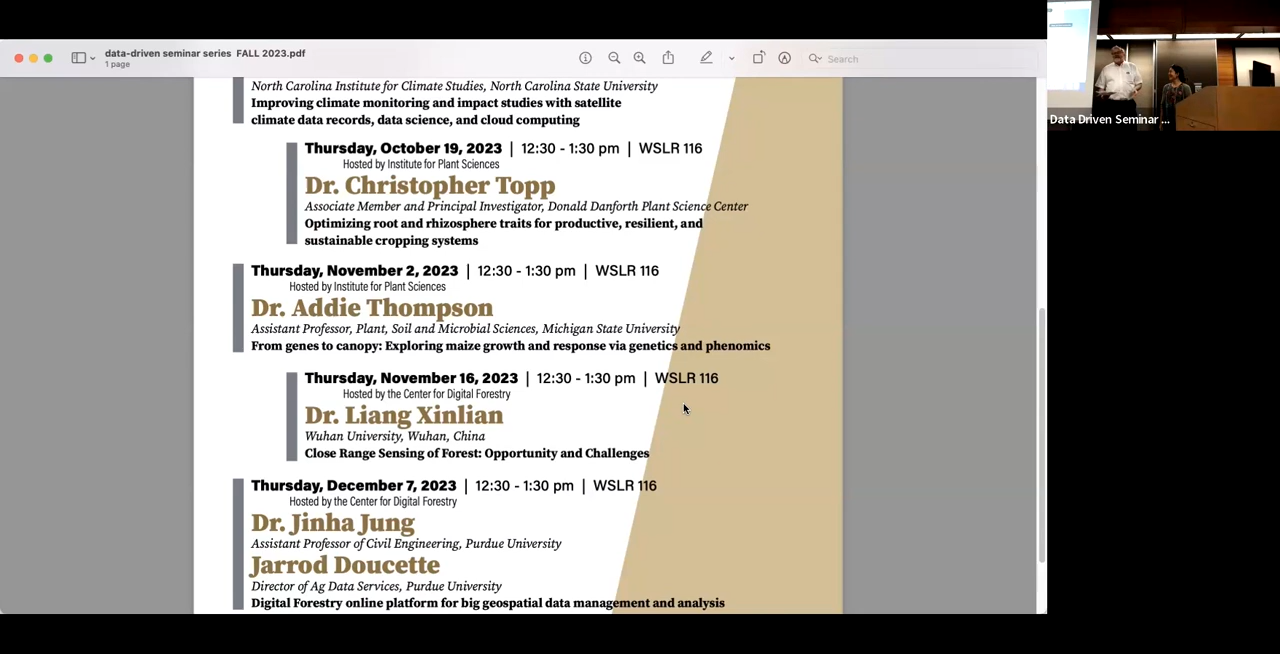 data-driven seminar series FALL 2023.pdf
1 page
Search
Data Driven Seminar ...
North Carolina Institute for Climate Studies, North Carolina State University
Improving climate monitoring and impact studies with satellite
climate data records, data science, and cloud computing
Thursday, October 19, 2023 | 12:30 - 1:30 pm | WSLR 116
Hosted by Institute for Plant Sciences
Dr. Christopher Topp
Associate Member and Principal Investigator, Donald Danforth Plant Science Center
Optimizing root and rhizosphere traits for productive, resilient, and
sustainable cropping systems
Thursday, November 2, 2023 | 12:30 - 1:30 pm | WSLR 116
Hosted by Institute for Plant Sciences
Dr. Addie Thompson
Assistant Professor, Plant, Soil and Microbial Sciences, Michigan State University
From genes to canopy: Exploring maize growth and response via genetics and phenomics
Thursday, November 16, 2023 | 12:30 - 1:30 pm | WSLR 116
Hosted by the Center for Digital Forestry
Dr. Liang Xinlian
Wuhan University, Wuhan, China
Close Range Sensing of Forest: Opportunity and Challenges
Thursday, December 7, 2023 | 12:30 - 1:30 pm | WSLR 116
Hosted by the Center for Digital Forestry
Dr. Jinha Jung
Assistant Professor of Civil Engineering, Purdue University
Jarrod Doucette
Director of Ag Data Services, Purdue University
Digital Forestry online platform for big geospatial data management and analysis